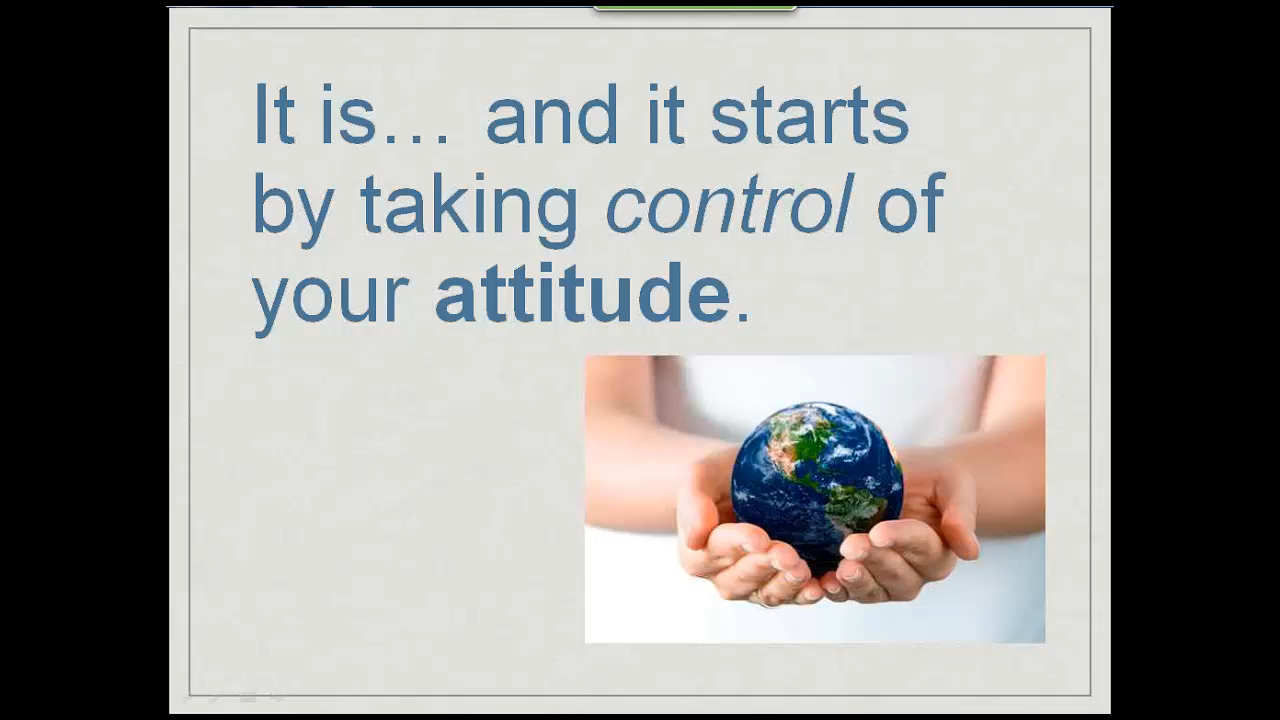 It is… and it starts
by taking control of
your attitude.